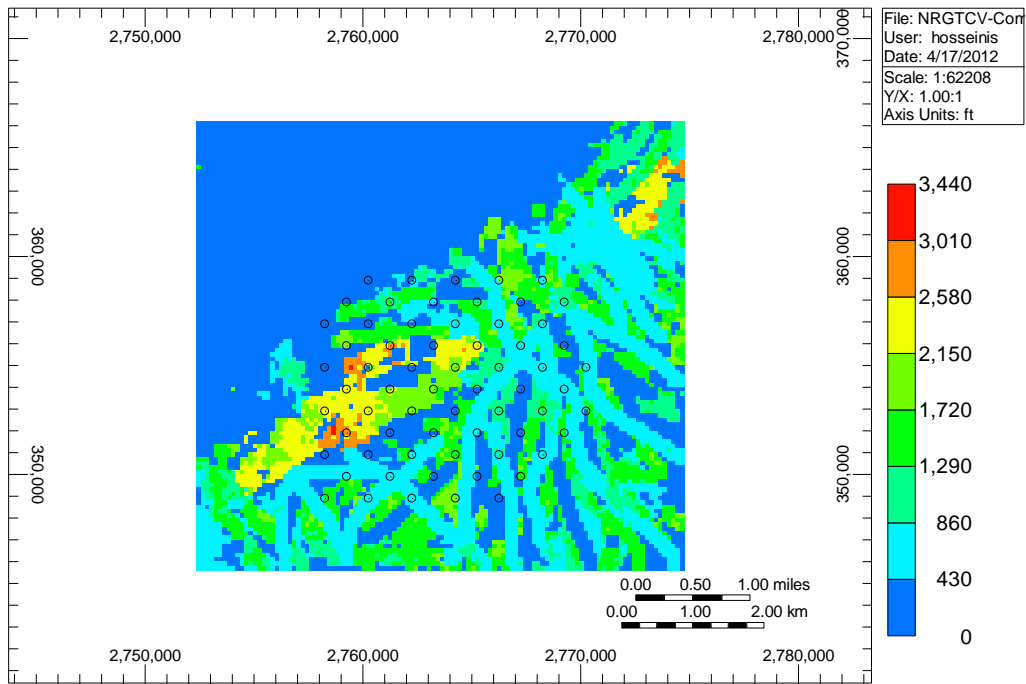 2,750,000 2,760,000 2,770,000 2,780,000
370,000
File: NRGTCV-Com
User: hosseinis
Date: 4/17/2012
Scale: 1:62208
Y/X: 1.00:1
Axis Units: ft
3,440
3,010
360,000 360,000
2,580
2,150
1,720
350,000 350,000
1,290
860
430
0
0.00 0.50 1.00 miles
0.00 1.00 2.00 km
2,750,000 2,760,000 2,770,000 2,780,000